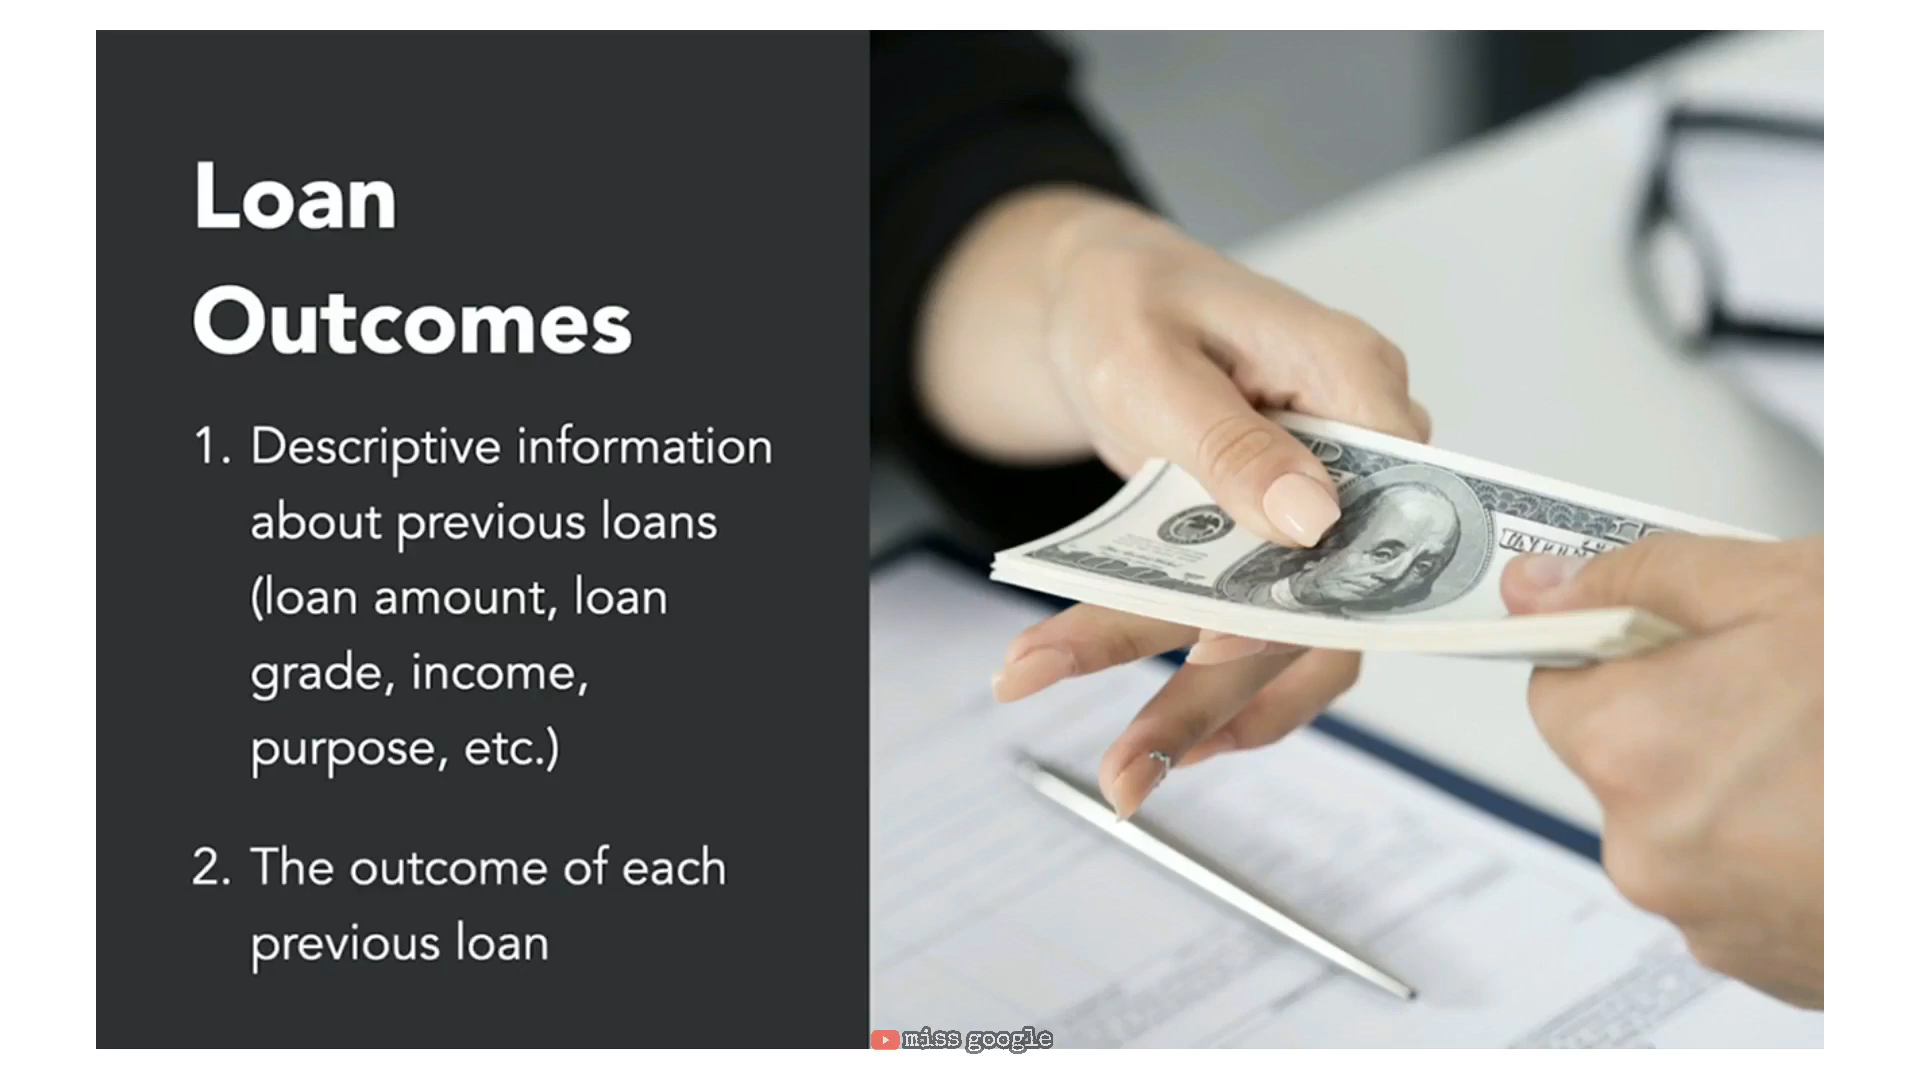 Loan
Outcomes
1. Descriptive information
about previous loans
(loan amount, loan
grade, income,
purpose, etc.)
2. The outcome of each
previous loan
miss google